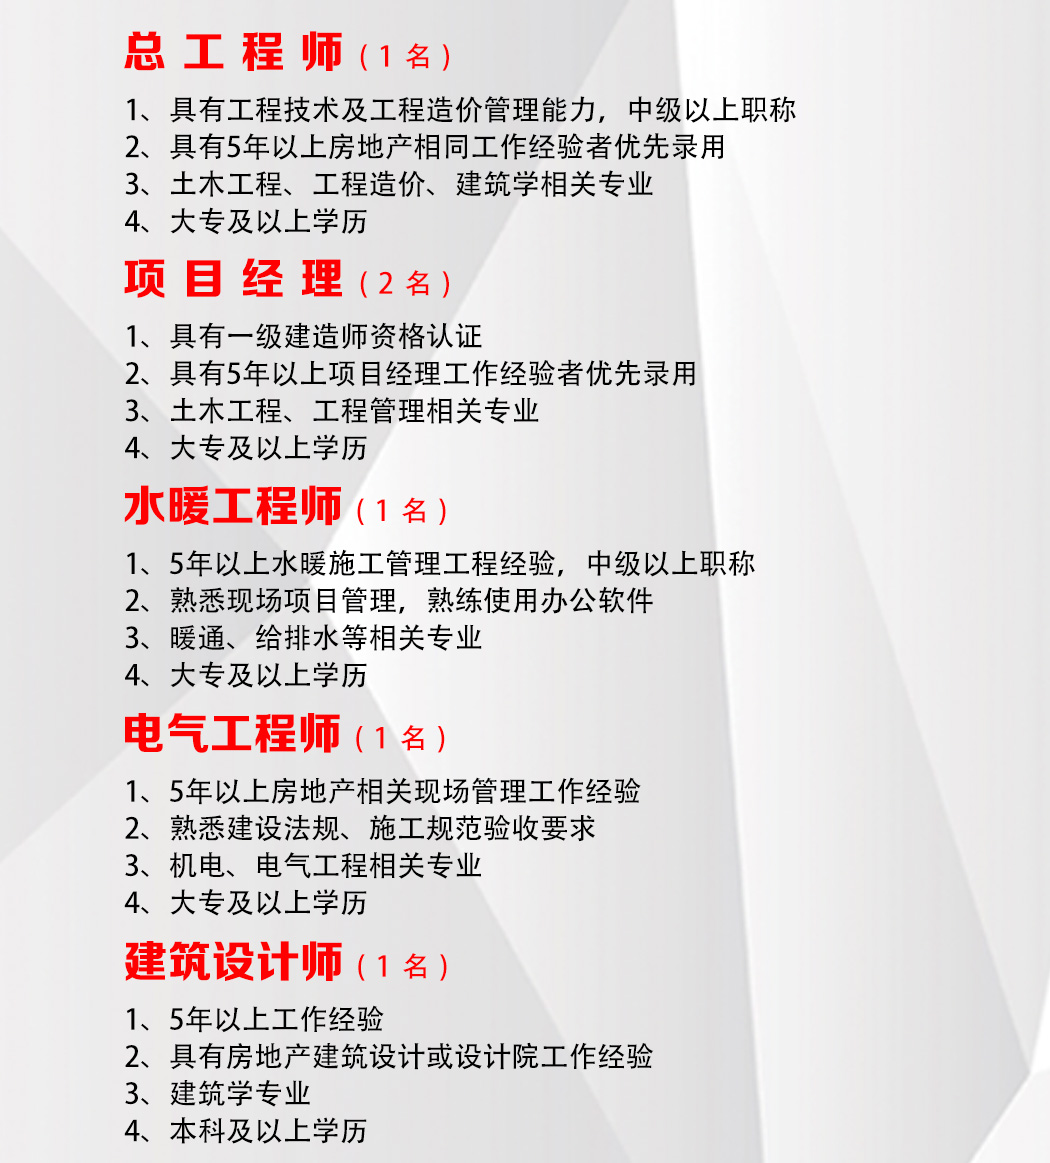 总工程师(1名)
1、具有工程技术及工程造价管理能力，中级以上职称
2、具有5年以上房地产相同工作经验者优先录用
3、土木工程、工程造价、建筑学相关专业
4、大专及以上学历
项目经理(2名)
1、具有一级建造师资格认证
2、具有5年以上项目经理工作经验者优先录用
3、土木工程、工程管理相关专业
4、大专及以上学历
水暖工程师(1名)
1、5年以上水暖施工管理工程经验，中级以上职称
2、熟悉现场项目管理，熟练使用办公软件
3、暖通、给排水等相关专业
4、大专及以上学历
电气工程师(1名)
1、5年以上房地产相关现场管理工作经验
2、熟悉建设法规、施工规范验收要求
3、机电、电气工程相关专业
4、大专及以上学历
建筑设计师(1名)
1、5年以上工作经验
2、具有房地产建筑设计或设计院工作经验
3、建筑学专业
4、本科及以上学历